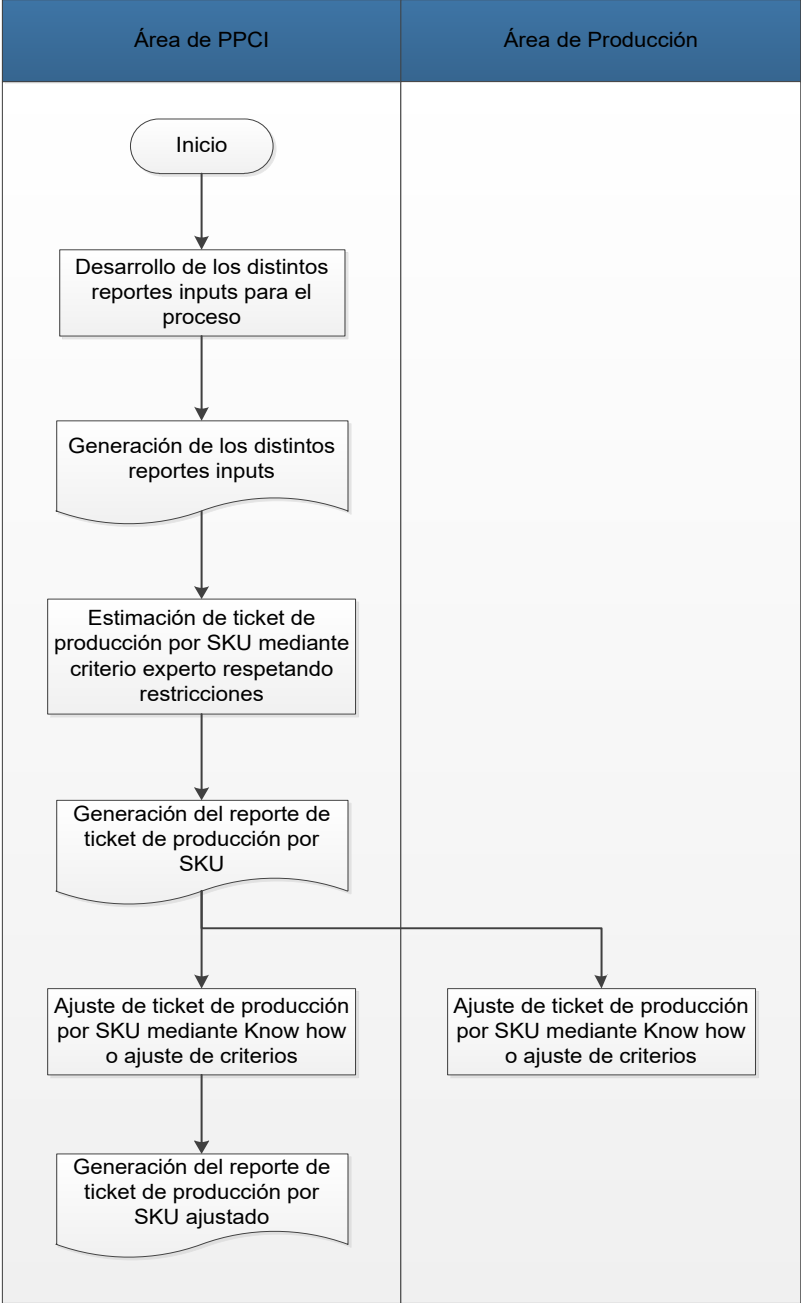 Área de PPCI
Área de Producción
Inicio
Desarrollo de los distintos
reportes inputs para el
proceso
Generación de los distintos
reportes inputs
Estimación de ticket de
producción por SKU mediante
criterio experto respetando
restricciones
Generación del reporte de
ticket de producción por
SKU
Ajuste de ticket de producción
por SKU mediante Know how
o ajuste de criterios
Ajuste de ticket de producción
por SKU mediante Know how
o ajuste de criterios
Generación del reporte de
ticket de producción por
SKU ajustado